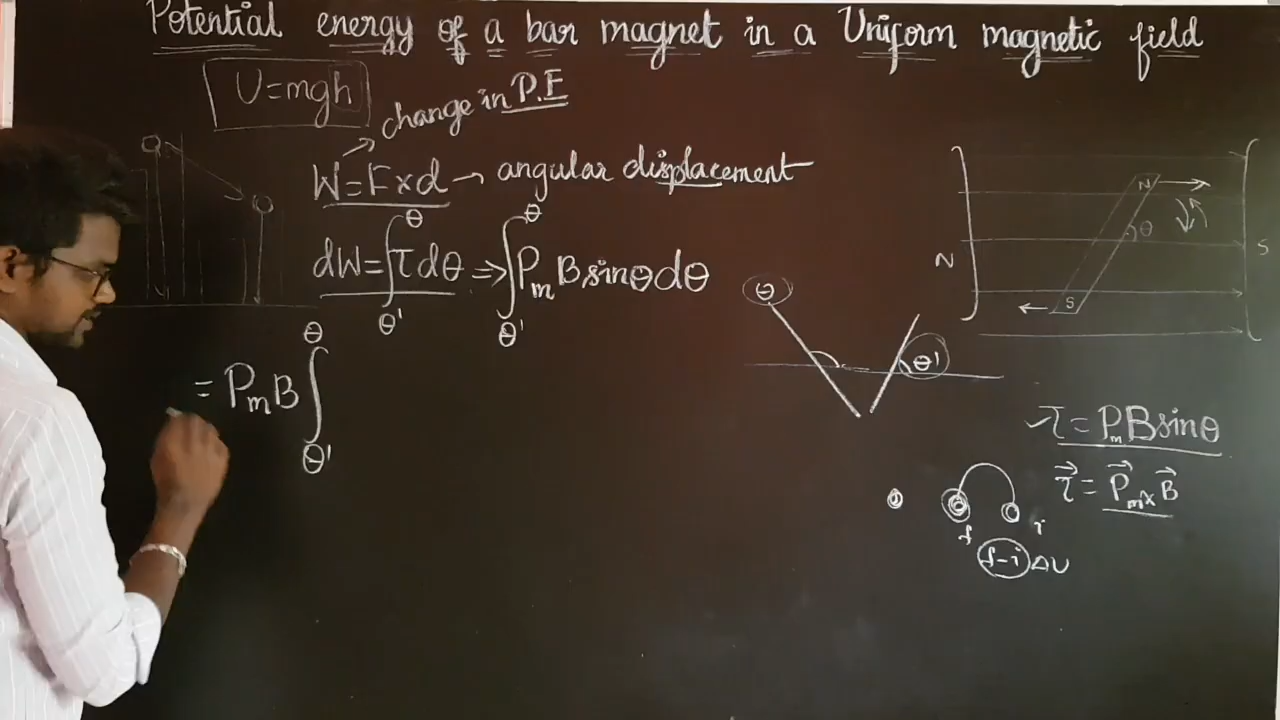 Potential energy of a bar magnet in a Uniform magnetic field
U=mgh
change in P.E
W=F×d → angular displacement
dW=∫θ'θ τdθ ⇒ ∫θ'θ PmBsinθdθ
= PmB ∫θ'θ
θ
θ'
N
N
θ
S
S
τ = PmBsinθ
τ⃗ = P⃗m × B⃗
f
i
f-i ΔU